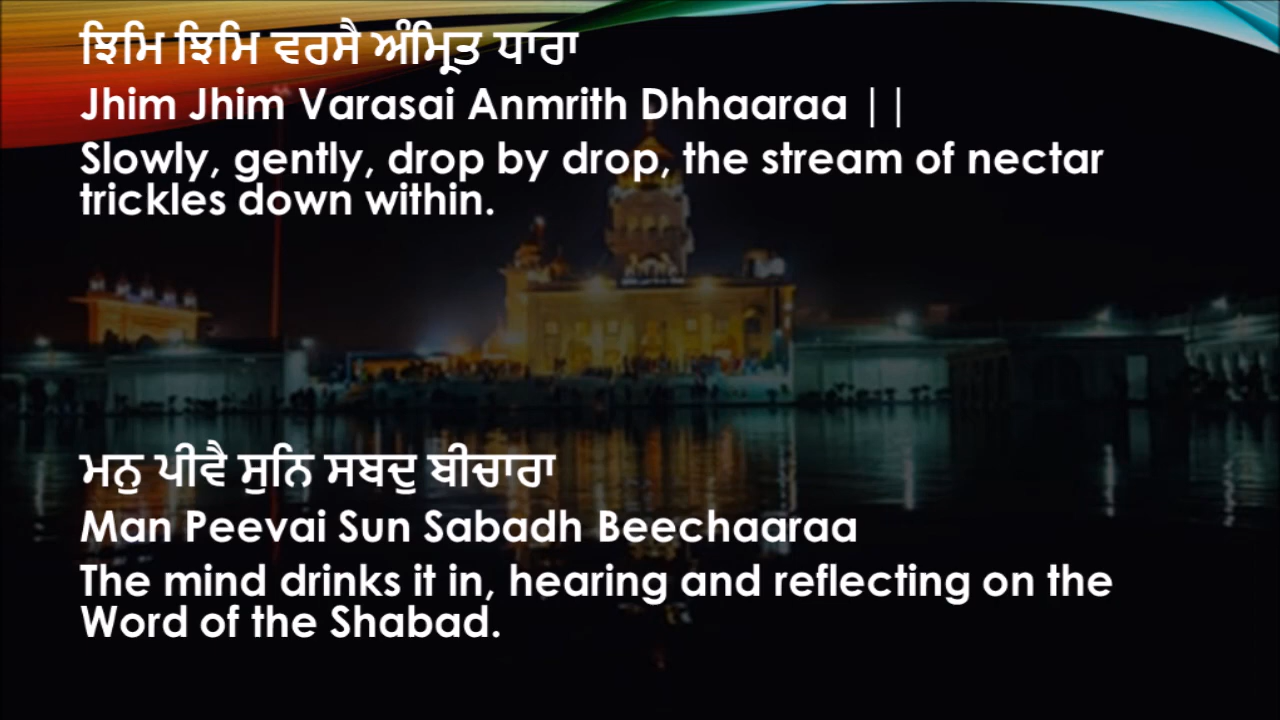 ਝਿਮਿ ਝਿਮਿ ਵਰਸੈ ਅੰਮ੍ਰਿਤ ਧਾਰਾ
Jhim Jhim Varasai Anmrith Dhhaaraa ||
Slowly, gently, drop by drop, the stream of nectar
trickles down within.
ਮਨੁ ਪੀਵੈ ਸੁਨਿ ਸਬਦੁ ਬੀਚਾਰਾ
Man Peevai Sun Sabadh Beechaaraa
The mind drinks it in, hearing and reflecting on the
Word of the Shabad.